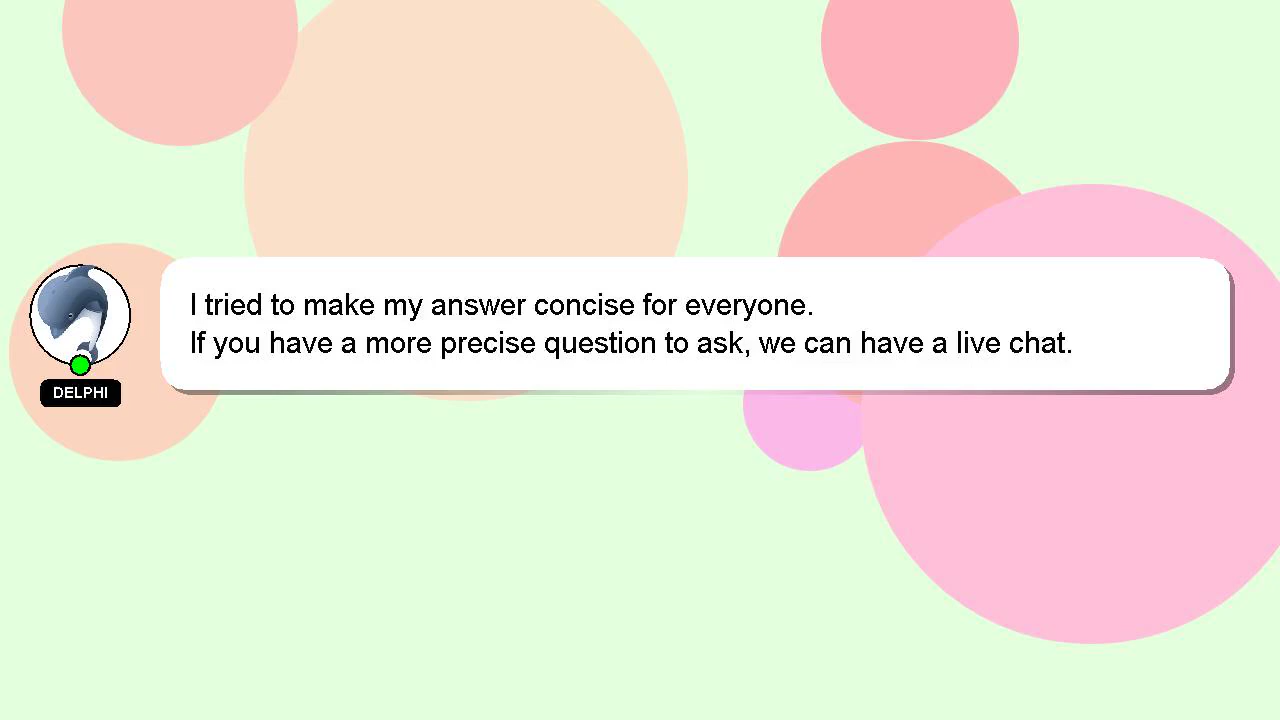 I tried to make my answer concise for everyone.
If you have a more precise question to ask, we can have a live chat.
DELPHI